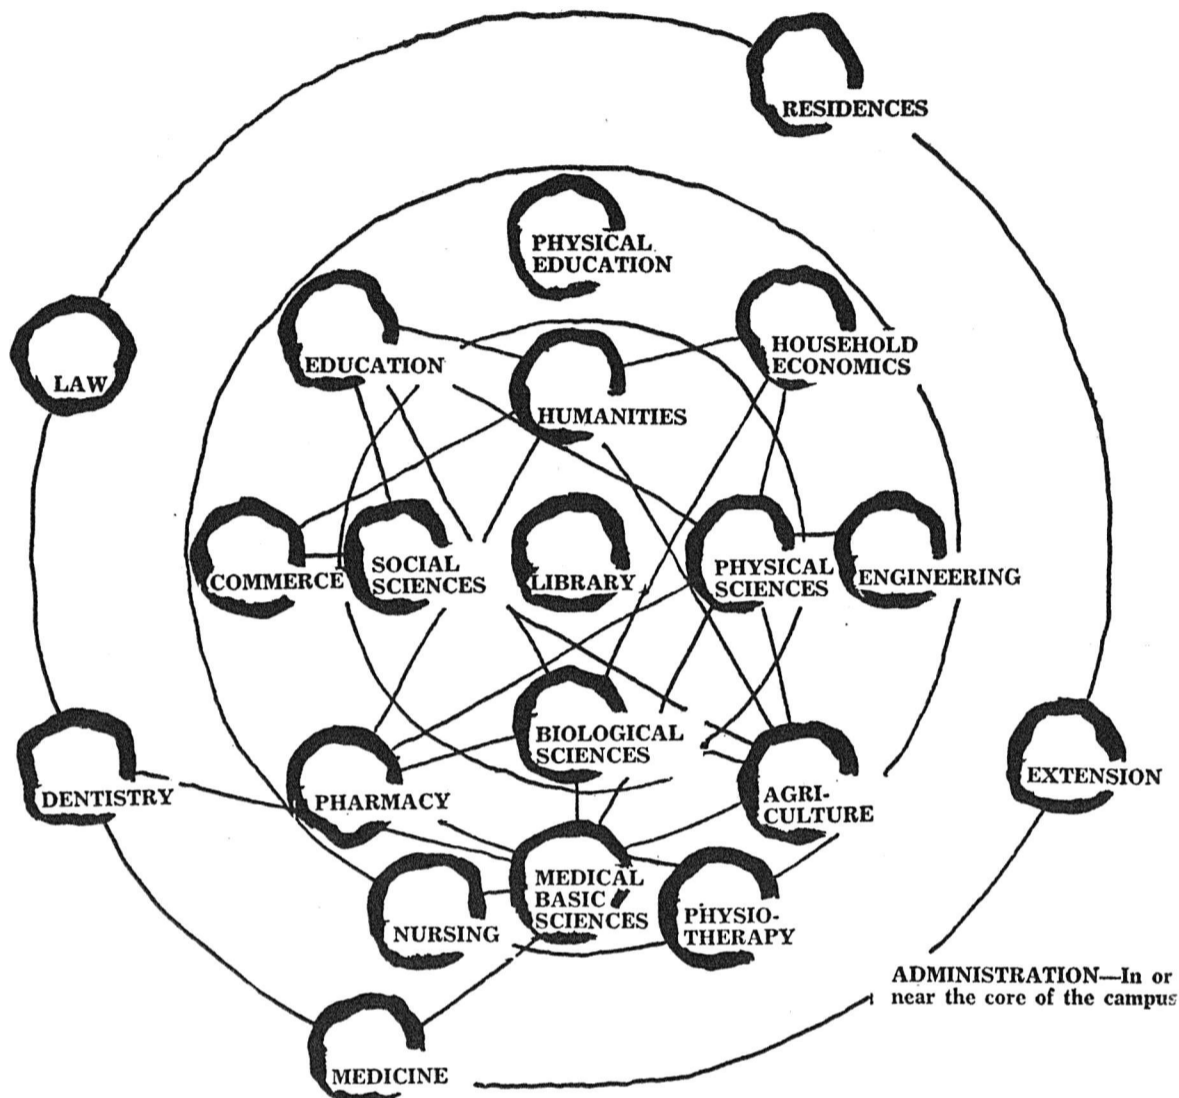 RESIDENCES
PHYSICAL
EDUCATION
HOUSEHOLD
ECONOMICS
EDUCATION
LAW
HUMANITIES
COMMERCE
SOCIAL
SCIENCES
LIBRARY
PHYSICAL
SCIENCES
ENGINEERING
BIOLOGICAL
SCIENCES
DENTISTRY
PHARMACY
AGRI-
CULTURE
EXTENSION
MEDICAL
BASIC
SCIENCES
NURSING
PHYSIO-
THERAPY
ADMINISTRATION—In or
near the core of the campus
MEDICINE